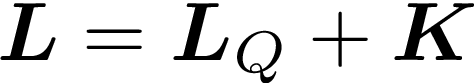 L = L_Q + K